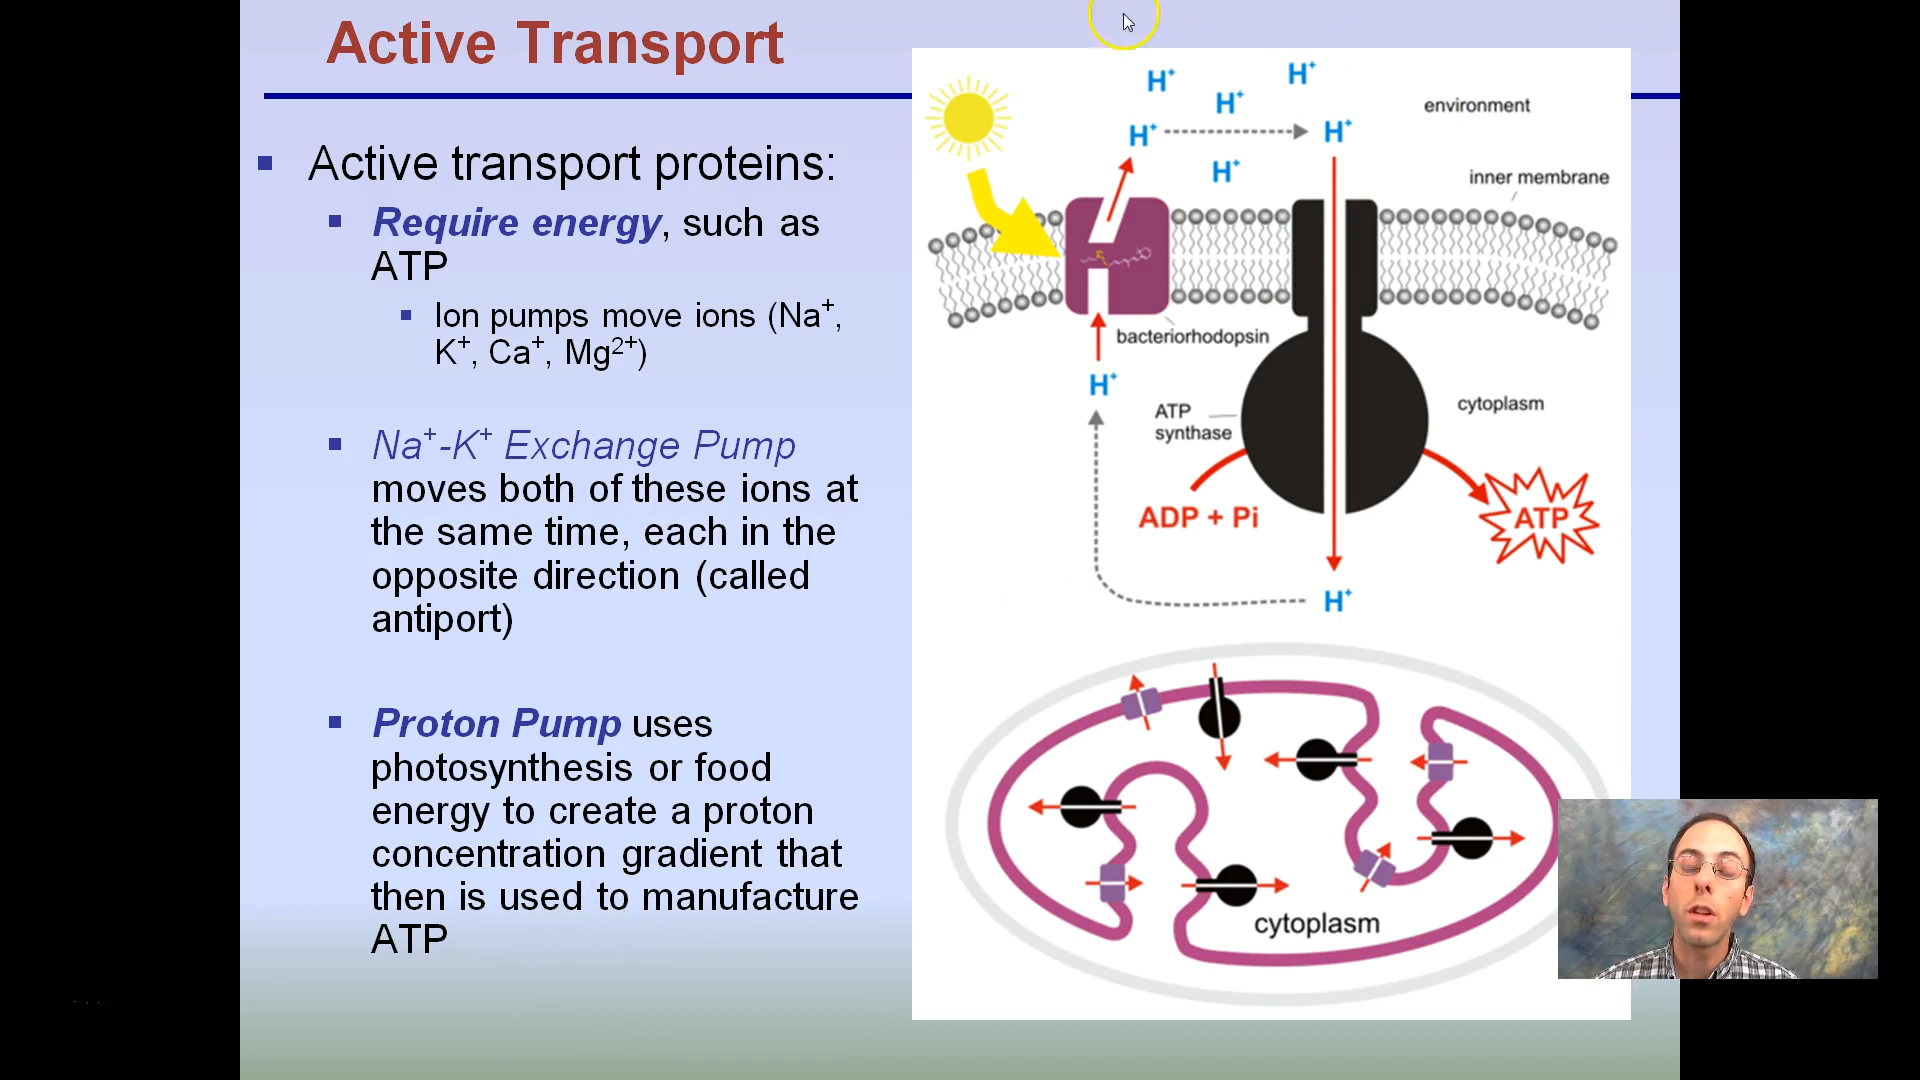 Active Transport
Active transport proteins:
Require energy, such as
ATP
Ion pumps move ions (Na⁺,
K⁺, Ca⁺, Mg²⁺)
Na⁺-K⁺ Exchange Pump
moves both of these ions at
the same time, each in the
opposite direction (called
antiport)
Proton Pump uses
photosynthesis or food
energy to create a proton
concentration gradient that
then is used to manufacture
ATP
H⁺
H⁺
H⁺
H⁺
H⁺
H⁺
environment
inner membrane
bacteriorhodopsin
H⁺
ATP
synthase
cytoplasm
ADP + Pi
ATP
H⁺
cytoplasm